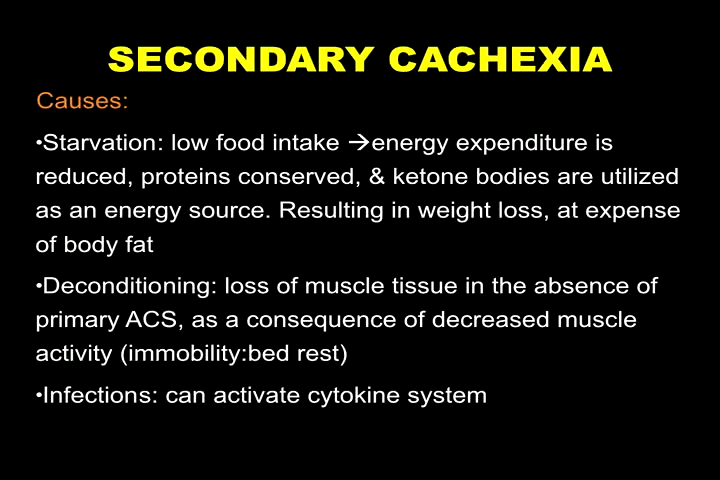 SECONDARY CACHEXIA
Causes:
•Starvation: low food intake →energy expenditure is
reduced, proteins conserved, & ketone bodies are utilized
as an energy source. Resulting in weight loss, at expense
of body fat
•Deconditioning: loss of muscle tissue in the absence of
primary ACS, as a consequence of decreased muscle
activity (immobility:bed rest)
•Infections: can activate cytokine system